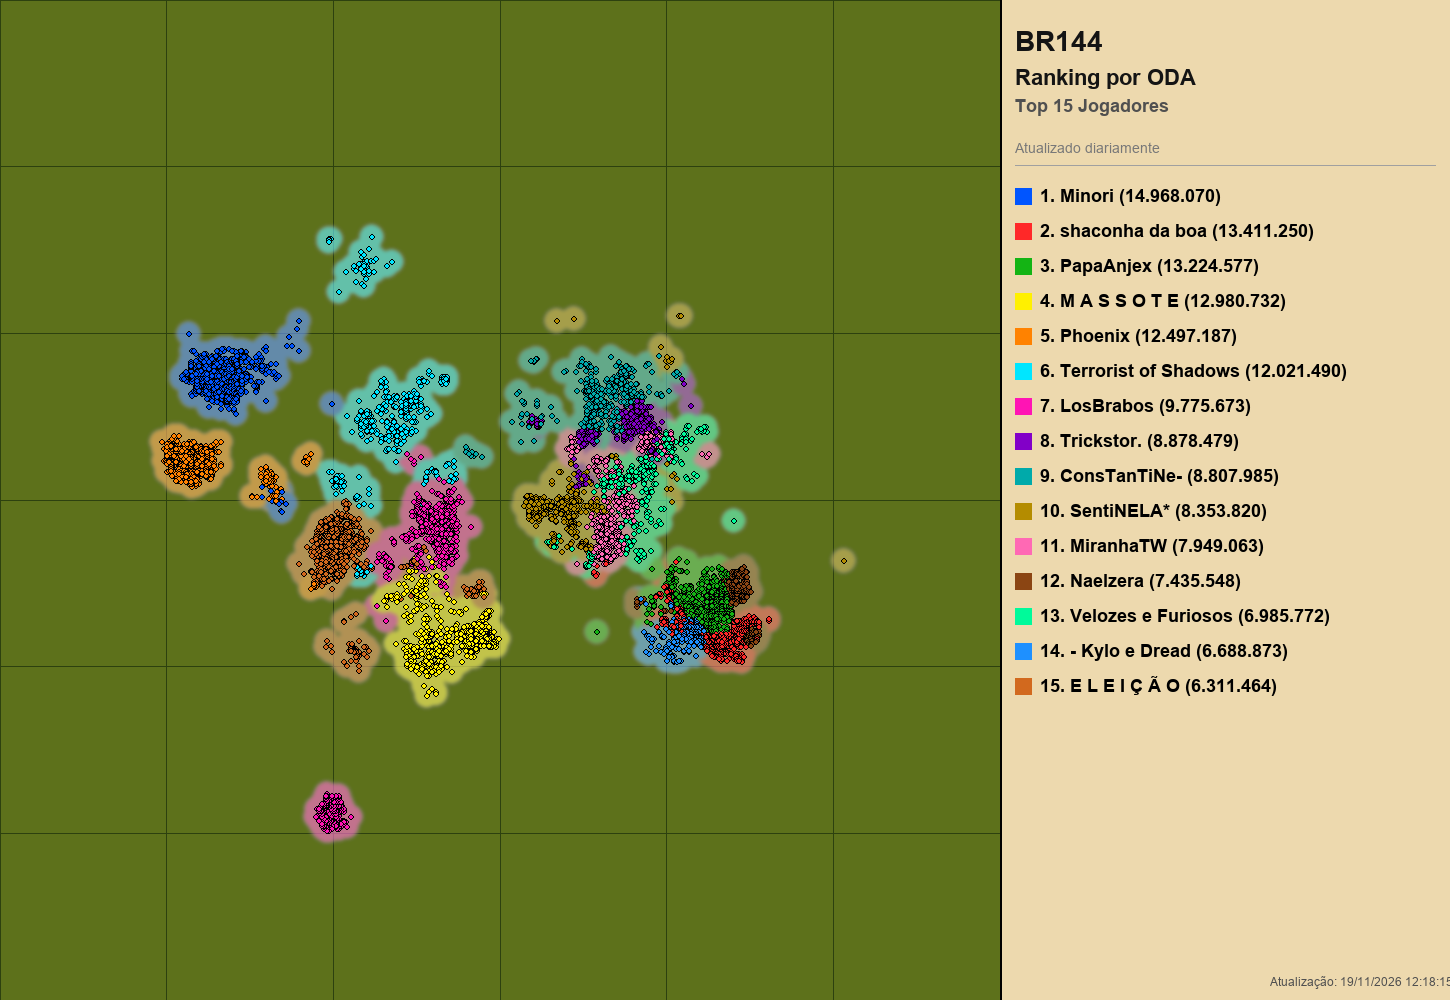 BR144
Ranking por ODA
Top 15 Jogadores
Atualizado diariamente
1. Minori (14.968.070)
2. shaconha da boa (13.411.250)
3. PapaAnjex (13.224.577)
4. M A S S O T E (12.980.732)
5. Phoenix (12.497.187)
6. Terrorist of Shadows (12.021.490)
7. LosBrabos (9.775.673)
8. Trickstor. (8.878.479)
9. ConsTanTiNe- (8.807.985)
10. SentiNELA* (8.353.820)
11. MiranhaTW (7.949.063)
12. Naelzera (7.435.548)
13. Velozes e Furiosos (6.985.772)
14. - Kylo e Dread (6.688.873)
15. E L E I Ç Ã O (6.311.464)
Atualização: 19/11/2026 12:18:15